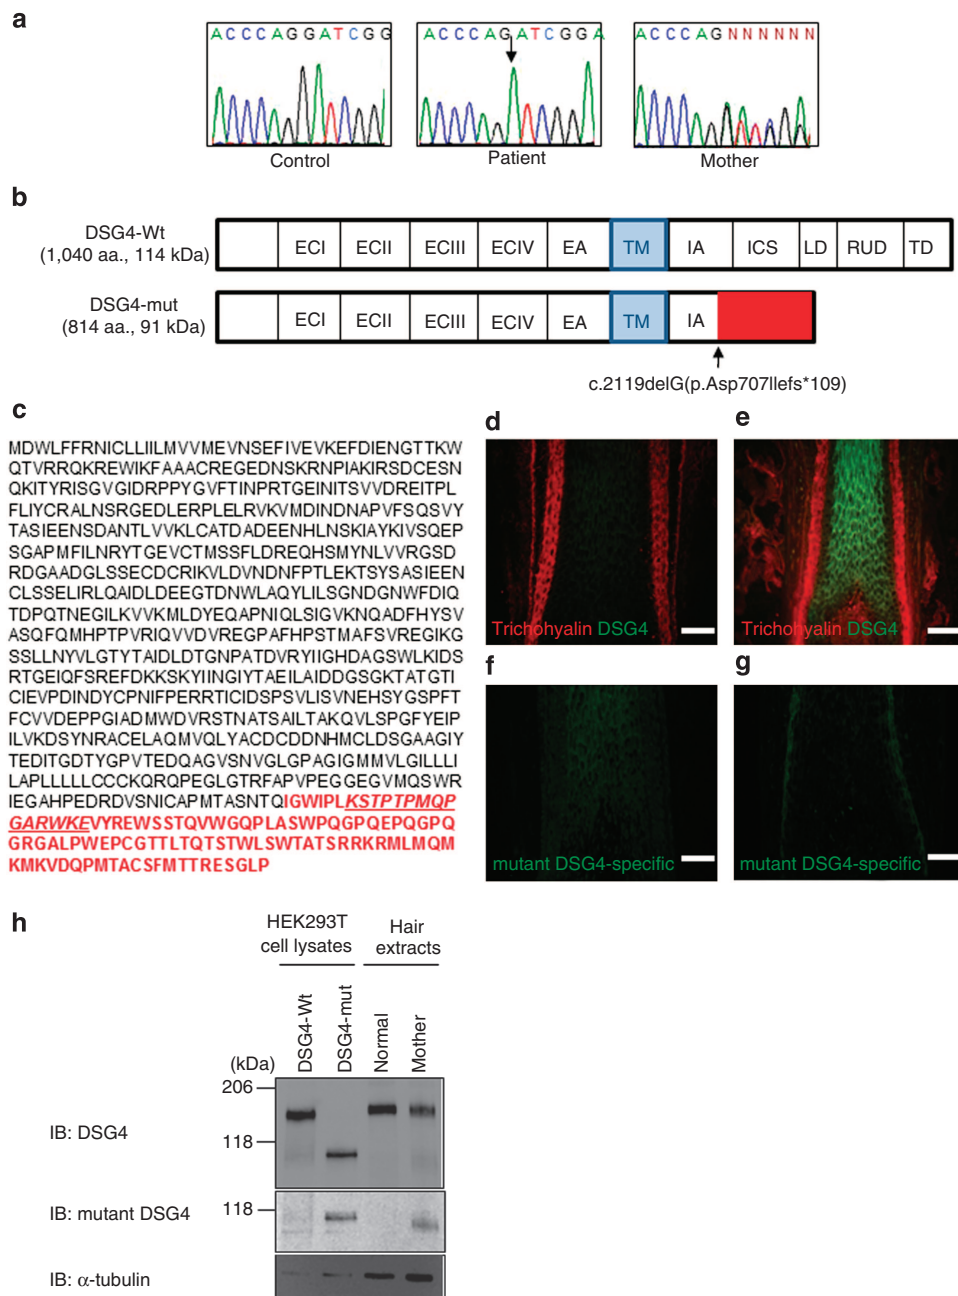 a
ACCCAGGATCGG
ACCCAGATCGGA
ACCCAGNNNNNN
Control
Patient
Mother
b
DSG4-Wt
(1,040 aa., 114 kDa)
ECI ECII ECIII ECIV EA TM IA ICS LD RUD TD
DSG4-mut
(814 aa., 91 kDa)
ECI ECII ECIII ECIV EA TM IA
c.2119delG(p.Asp707Ilefs*109)
c
MDWLFFRNICLLIILMVVMEVNSEFIVEVKEFDIENGTTKW
QTVRRQKREWIKFAAACREGEDNSKRNPIAKIRSDCESN
QKITYRISGVGIDRPPYGVFTINPRTGEINITSVVDREITPL
FLIYCRALNSRGEDLERPLELRVKVMDINDNAPVFSQSVY
TASIEENSDANTLVVKLCATDADEENHLNSKIAYKIVSQEP
SGAPMFILNRYTGEVCTMSSFLDREQHSMYNLVVRGSD
RDGAADGLSSECDCRIKVLDVNDNFPTLEKTSYSASIEEN
CLSSELIRLQAIDLDEEGTDNWLAQYLILSGNDGNWFDIQ
TDPQTNEGILKVVKMLDYEQAPNIQLSIGVKNQADFHYSV
ASQFQMHPTPVRIQVVDVREGPAFHPSTMAFSVREGIKG
SSLLNYVLGTYTAIDLDTGNPATDVRYIIGHDAGSWLKIDS
RTGEIQFSREFDKKSKYIINGIYTAEILAIDDGSGKTATGTI
CIEVPDINDYCPNIFPERRTICIDSPSVLISVNEHSYGSPFT
FCVVDEPPGIADMWDVRSTNATSAILTAKQVLSPGFYEIP
ILVKDSYNRACELAQMVQLYACDCDDNHMCLDSGAAGIY
TEDITGDTYGPVTEDQAGVSNVGLGPAGIGMMVLGILLLI
LAPLLLLLCCCKQRQPEGLGTRFAPVPEGGEGVMQSWR
IEGAHPEDRDVSNICAPMTASNTQIGWIPLKSTPTPMQP
GARWKEVYREWSSTQVWGQPLASWPQGPQEPQGPQ
GRGALPWEPCGTTLTQTSTWLSWTATSRRKRMLMQM
KMKVDQPMTACSFMTTRESGLP
d
Trichohyalin DSG4
e
Trichohyalin DSG4
f
mutant DSG4-specific
g
mutant DSG4-specific
h
HEK293T
cell lysates
Hair
extracts
DSG4-Wt
DSG4-mut
Normal
Mother
(kDa)
206
118
IB: DSG4
118
IB: mutant DSG4
IB: α-tubulin